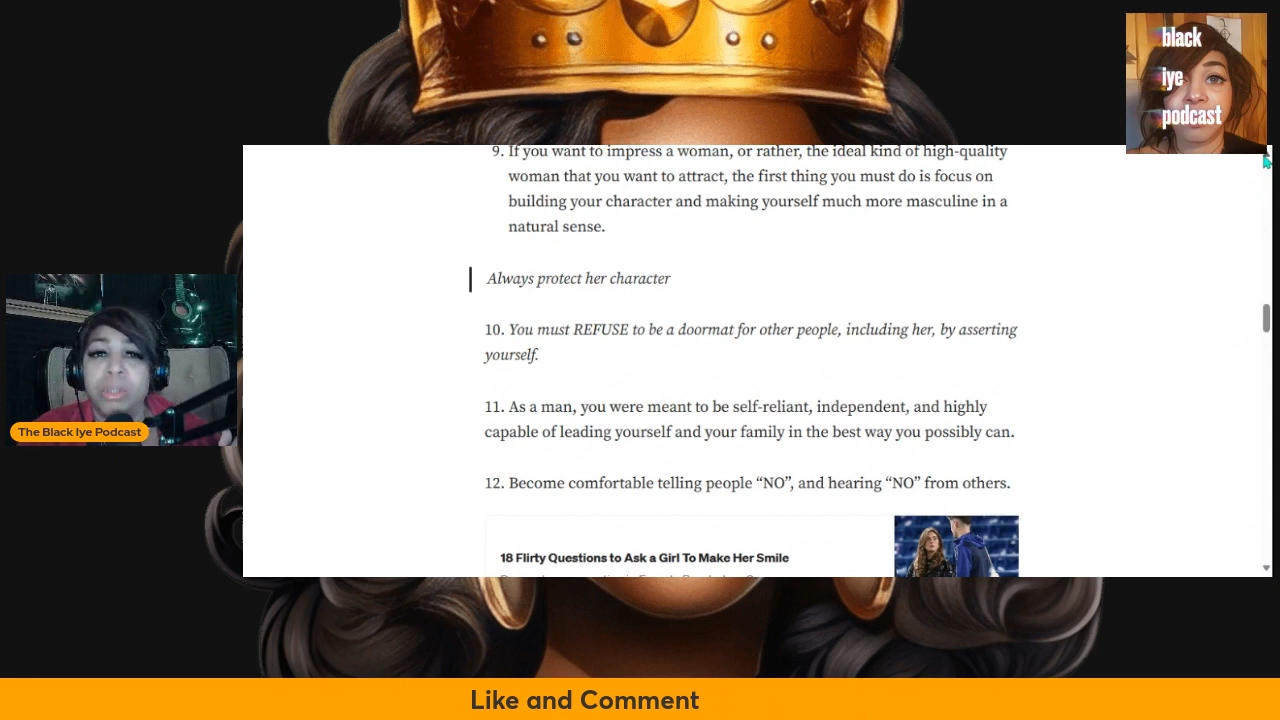 black
iye
podcast
9. If you want to impress a woman, or rather, the ideal kind of high-quality
woman that you want to attract, the first thing you must do is focus on
building your character and making yourself much more masculine in a
natural sense.
Always protect her character
10. You must REFUSE to be a doormat for other people, including her, by asserting
yourself.
11. As a man, you were meant to be self-reliant, independent, and highly
capable of leading yourself and your family in the best way you possibly can.
12. Become comfortable telling people “NO”, and hearing “NO” from others.
18 Flirty Questions to Ask a Girl To Make Her Smile
The Black Iye Podcast
Like and Comment